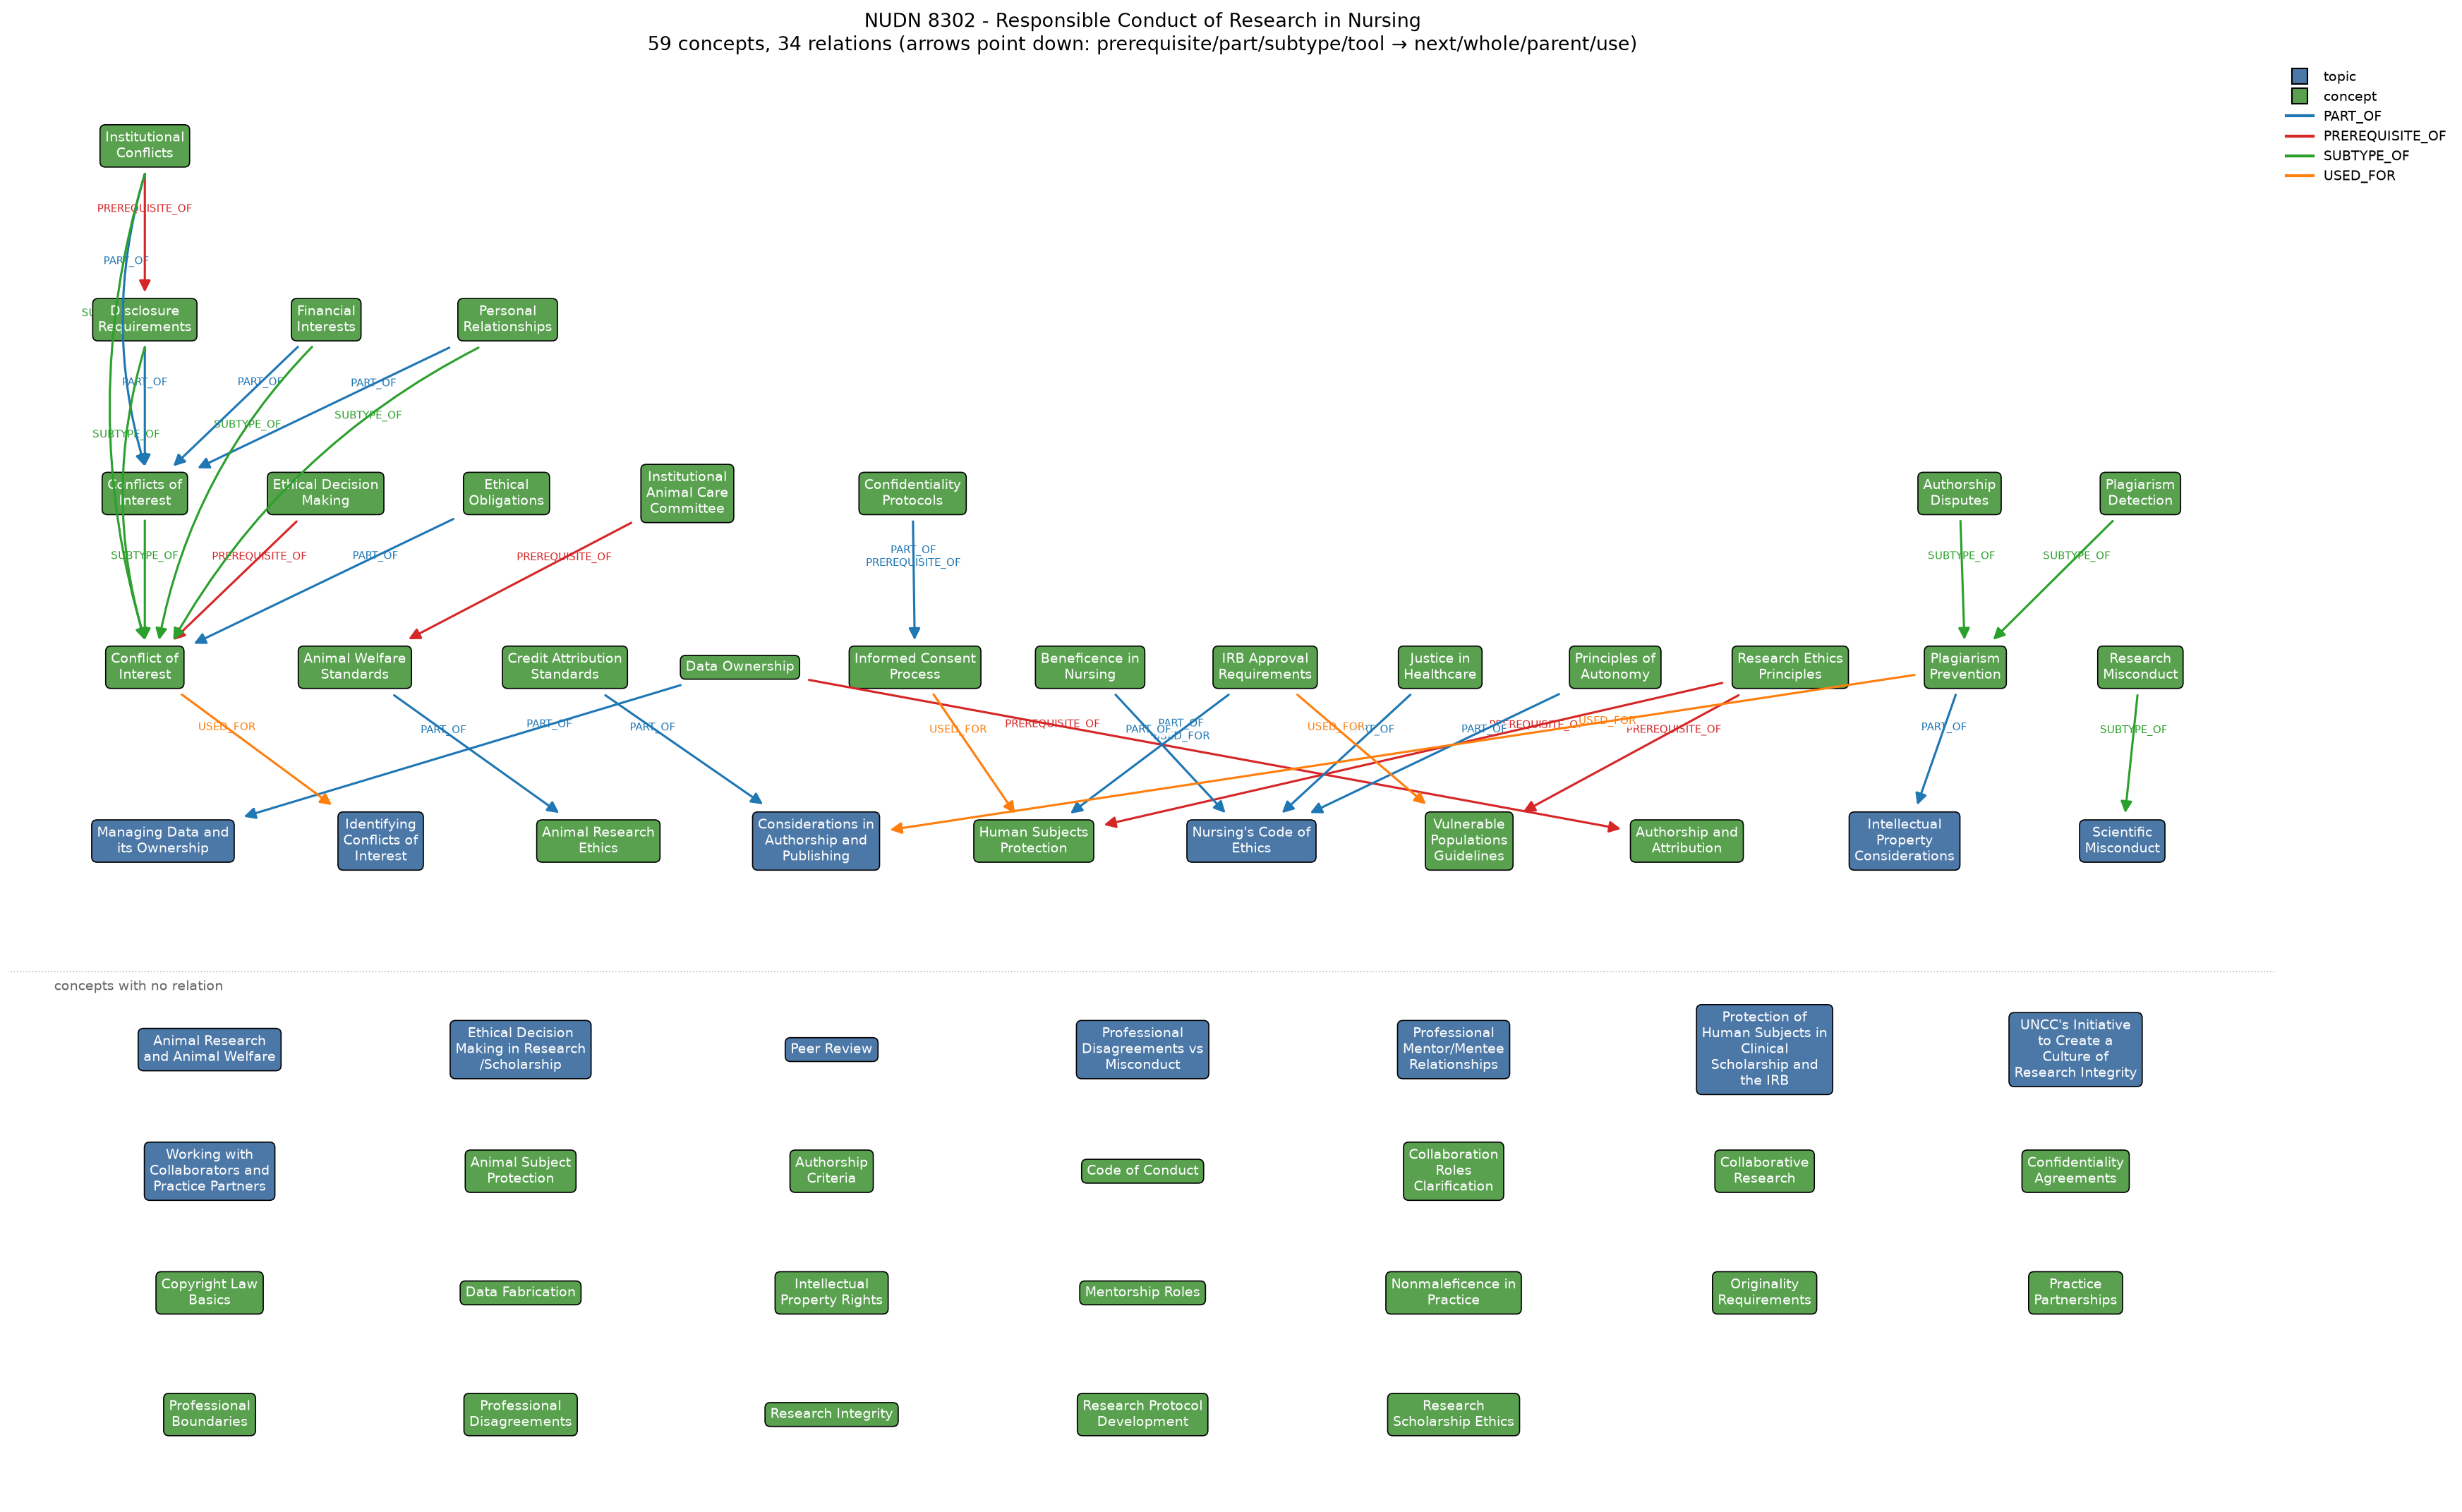 NUDN 8302 - Responsible Conduct of Research in Nursing
59 concepts, 34 relations (arrows point down: prerequisite/part/subtype/tool → next/whole/parent/use)
topic
concept
PART_OF
PREREQUISITE_OF
SUBTYPE_OF
USED_FOR
Institutional
Conflicts
PREREQUISITE_OF
PART_OF
Disclosure
Requirements
Financial
Interests
Personal
Relationships
PART_OF
PART_OF
PART_OF
SUBTYPE_OF
SUBTYPE_OF
SUBTYPE_OF
Conflicts of
Interest
Ethical Decision
Making
Ethical
Obligations
Institutional
Animal Care
Committee
Confidentiality
Protocols
Authorship
Disputes
Plagiarism
Detection
SUBTYPE_OF
PREREQUISITE_OF
PART_OF
PREREQUISITE_OF
PART_OF
PREREQUISITE_OF
SUBTYPE_OF
SUBTYPE_OF
Conflict of
Interest
Animal Welfare
Standards
Credit Attribution
Standards
Data Ownership
Informed Consent
Process
Beneficence in
Nursing
IRB Approval
Requirements
Justice in
Healthcare
Principles of
Autonomy
Research Ethics
Principles
Plagiarism
Prevention
Research
Misconduct
USED_FOR
PART_OF
PART_OF
PART_OF
USED_FOR
PREREQUISITE_OF
PART_OF
PART_OF
USED_FOR
PART_OF
PREREQUISITE_OF
USED_FOR
PREREQUISITE_OF
PART_OF
SUBTYPE_OF
Managing Data and
its Ownership
Identifying
Conflicts of
Interest
Animal Research
Ethics
Considerations in
Authorship and
Publishing
Human Subjects
Protection
Nursing's Code of
Ethics
Vulnerable
Populations
Guidelines
Authorship and
Attribution
Intellectual
Property
Considerations
Scientific
Misconduct
concepts with no relation
Animal Research
and Animal Welfare
Ethical Decision
Making in Research
/Scholarship
Peer Review
Professional
Disagreements vs
Misconduct
Professional
Mentor/Mentee
Relationships
Protection of
Human Subjects in
Clinical
Scholarship and
the IRB
UNCC's Initiative
to Create a
Culture of
Research Integrity
Working with
Collaborators and
Practice Partners
Animal Subject
Protection
Authorship
Criteria
Code of Conduct
Collaboration
Roles
Clarification
Collaborative
Research
Confidentiality
Agreements
Copyright Law
Basics
Data Fabrication
Intellectual
Property Rights
Mentorship Roles
Nonmaleficence in
Practice
Originality
Requirements
Practice
Partnerships
Professional
Boundaries
Professional
Disagreements
Research Integrity
Research Protocol
Development
Research
Scholarship Ethics